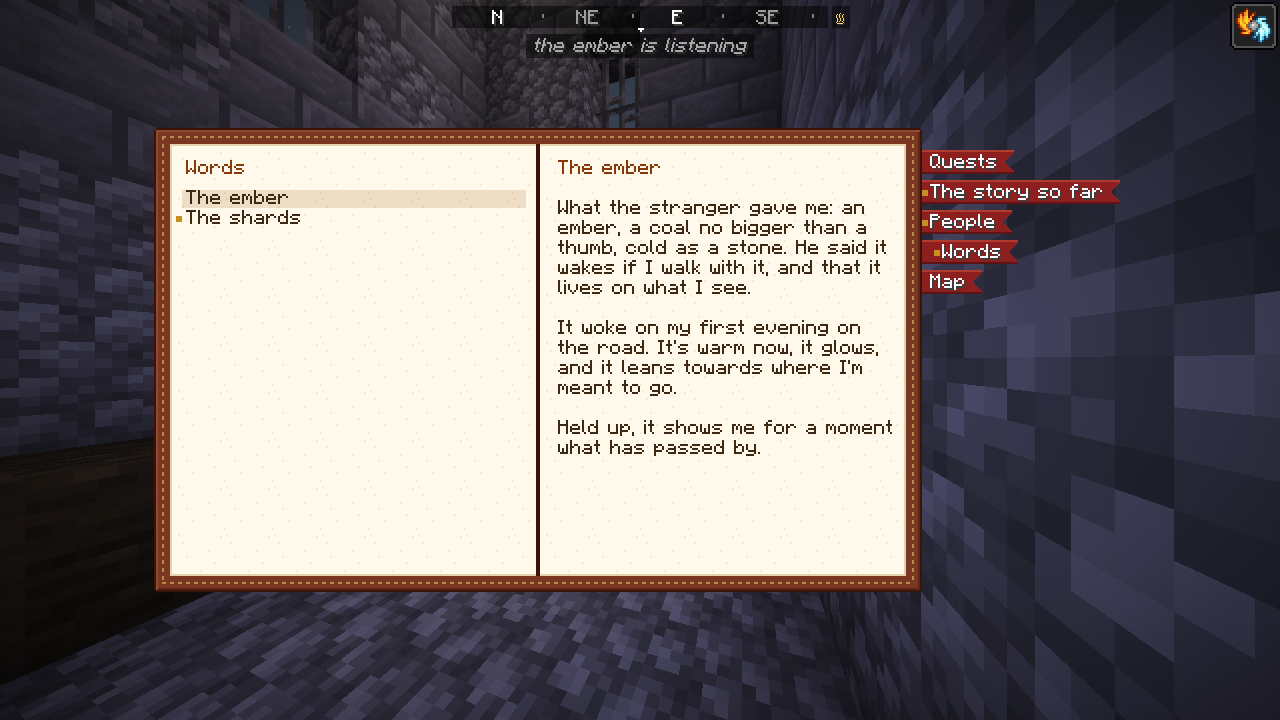 N · NE · E · SE ·
the ember is listening
Words
The ember
The shards
The ember
What the stranger gave me: an
ember, a coal no bigger than a
thumb, cold as a stone. He said it
wakes if I walk with it, and that it
lives on what I see.
It woke on my first evening on
the road. It's warm now, it glows,
and it leans towards where I'm
meant to go.
Held up, it shows me for a moment
what has passed by.
Quests
The story so far
People
Words
Map